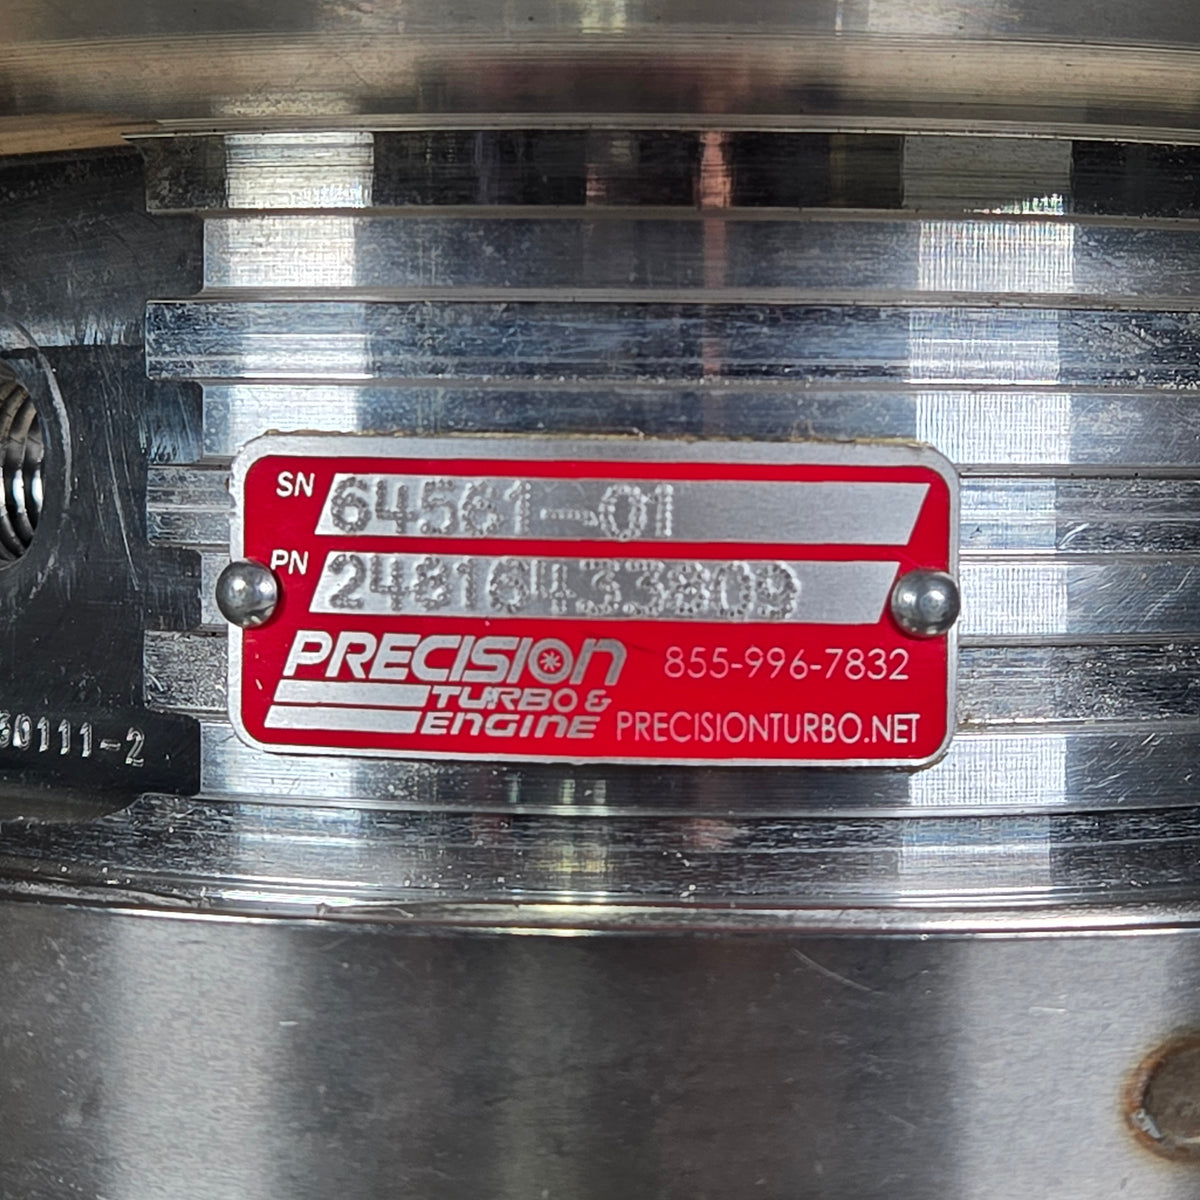 SN 64561-01
PN 24816433809
PRECISION
TURBO &
ENGINE
855-996-7832
PRECISIONTURBO.NET
60111-2